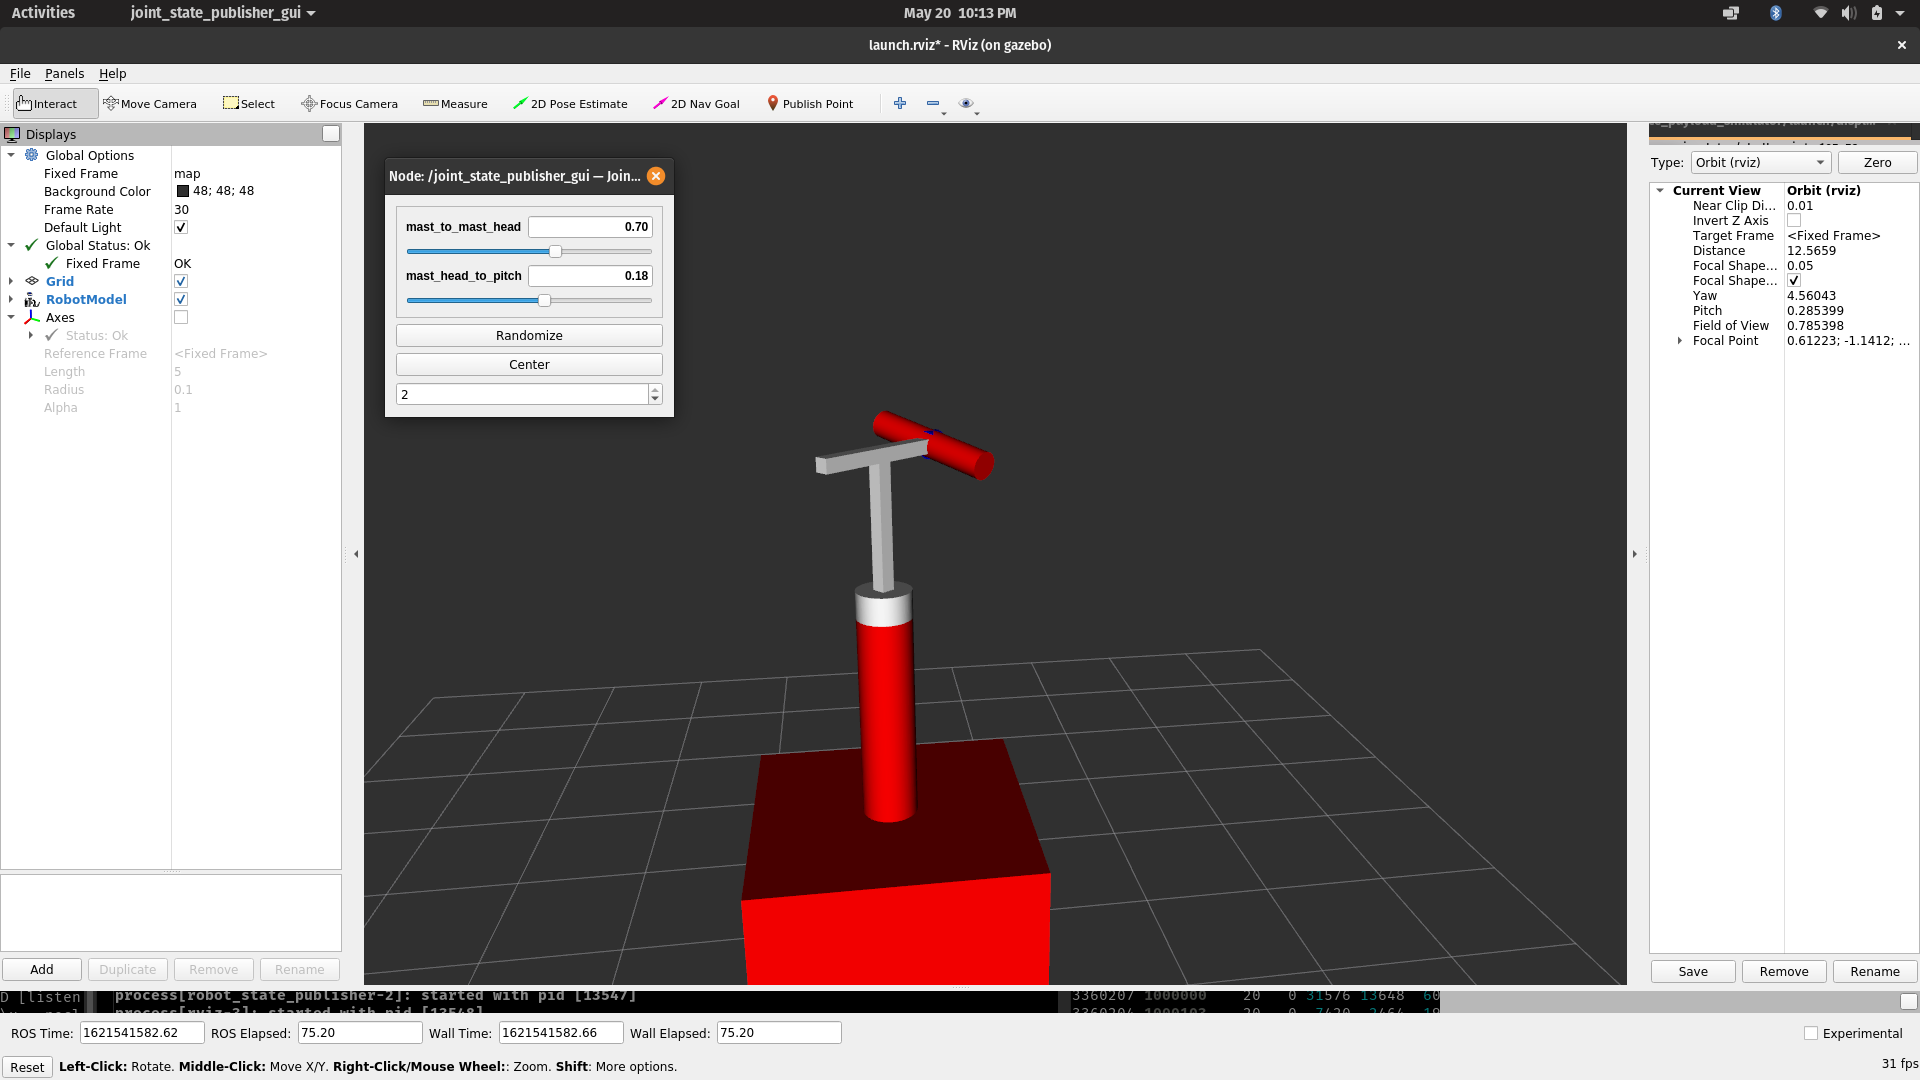 Activities joint_state_publisher_gui May 20 10:13 PM
launch.rviz* - RViz (on gazebo)
File Panels Help
Interact Move Camera Select Focus Camera Measure 2D Pose Estimate 2D Nav Goal Publish Point
Displays
Global Options
Fixed Frame map
Background Color 48; 48; 48
Frame Rate 30
Default Light
Global Status: Ok
Fixed Frame OK
Grid
RobotModel
Axes
Status: Ok
Reference Frame <Fixed Frame>
Length 5
Radius 0.1
Alpha 1
Add Duplicate Remove Rename
Node: /joint_state_publisher_gui — Join...
mast_to_mast_head 0.70
mast_head_to_pitch 0.18
Randomize
Center
2
Type: Orbit (rviz) Zero
Current View Orbit (rviz)
Near Clip Di... 0.01
Invert Z Axis
Target Frame <Fixed Frame>
Distance 12.5659
Focal Shape... 0.05
Focal Shape...
Yaw 4.56043
Pitch 0.285399
Field of View 0.785398
Focal Point 0.61223; -1.1412; ...
Save Remove Rename
D [listen process[robot_state_publisher-2]: started with pid [13547] 3360207 1000000 20 0 31576 13648 60
ROS Time: 1621541582.62 ROS Elapsed: 75.20 Wall Time: 1621541582.66 Wall Elapsed: 75.20 Experimental
Reset Left-Click: Rotate. Middle-Click: Move X/Y. Right-Click/Mouse Wheel:: Zoom. Shift: More options. 31 fps